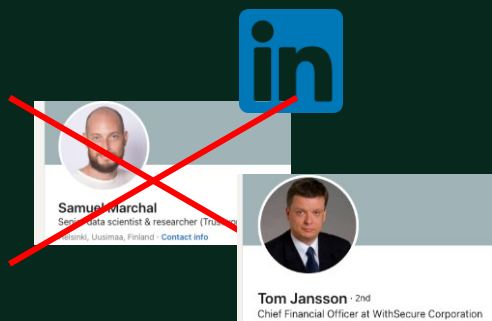 in
Samuel Marchal
Senior data scientist & researcher
Helsinki, Uusimaa, Finland · Contact info
Tom Jansson · 2nd
Chief Financial Officer at WithSecure Corporation